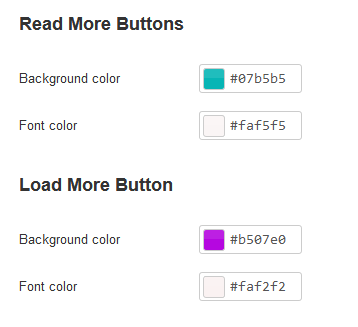 Read More Buttons
Background color #07b5b5
Font color #faf5f5
Load More Button
Background color #b507e0
Font color #faf2f2